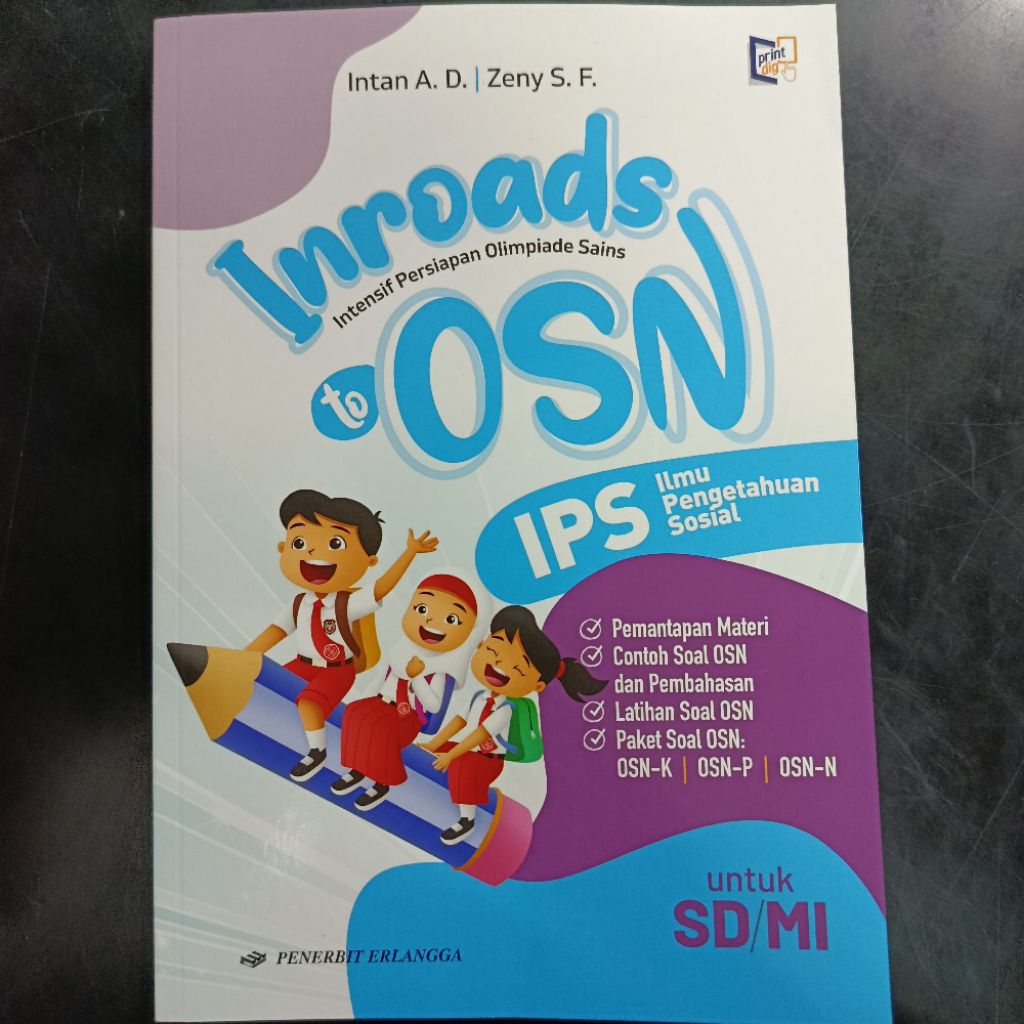 Intan A. D. | Zeny S. F.
print
dig
Inroads
Intensif Persiapan Olimpiade Sains
to OSN
IPS
Ilmu
Pengetahuan
Sosial
Pemantapan Materi
Contoh Soal OSN
dan Pembahasan
Latihan Soal OSN
Paket Soal OSN:
OSN-K | OSN-P | OSN-N
untuk
SD/MI
PENERBIT ERLANGGA